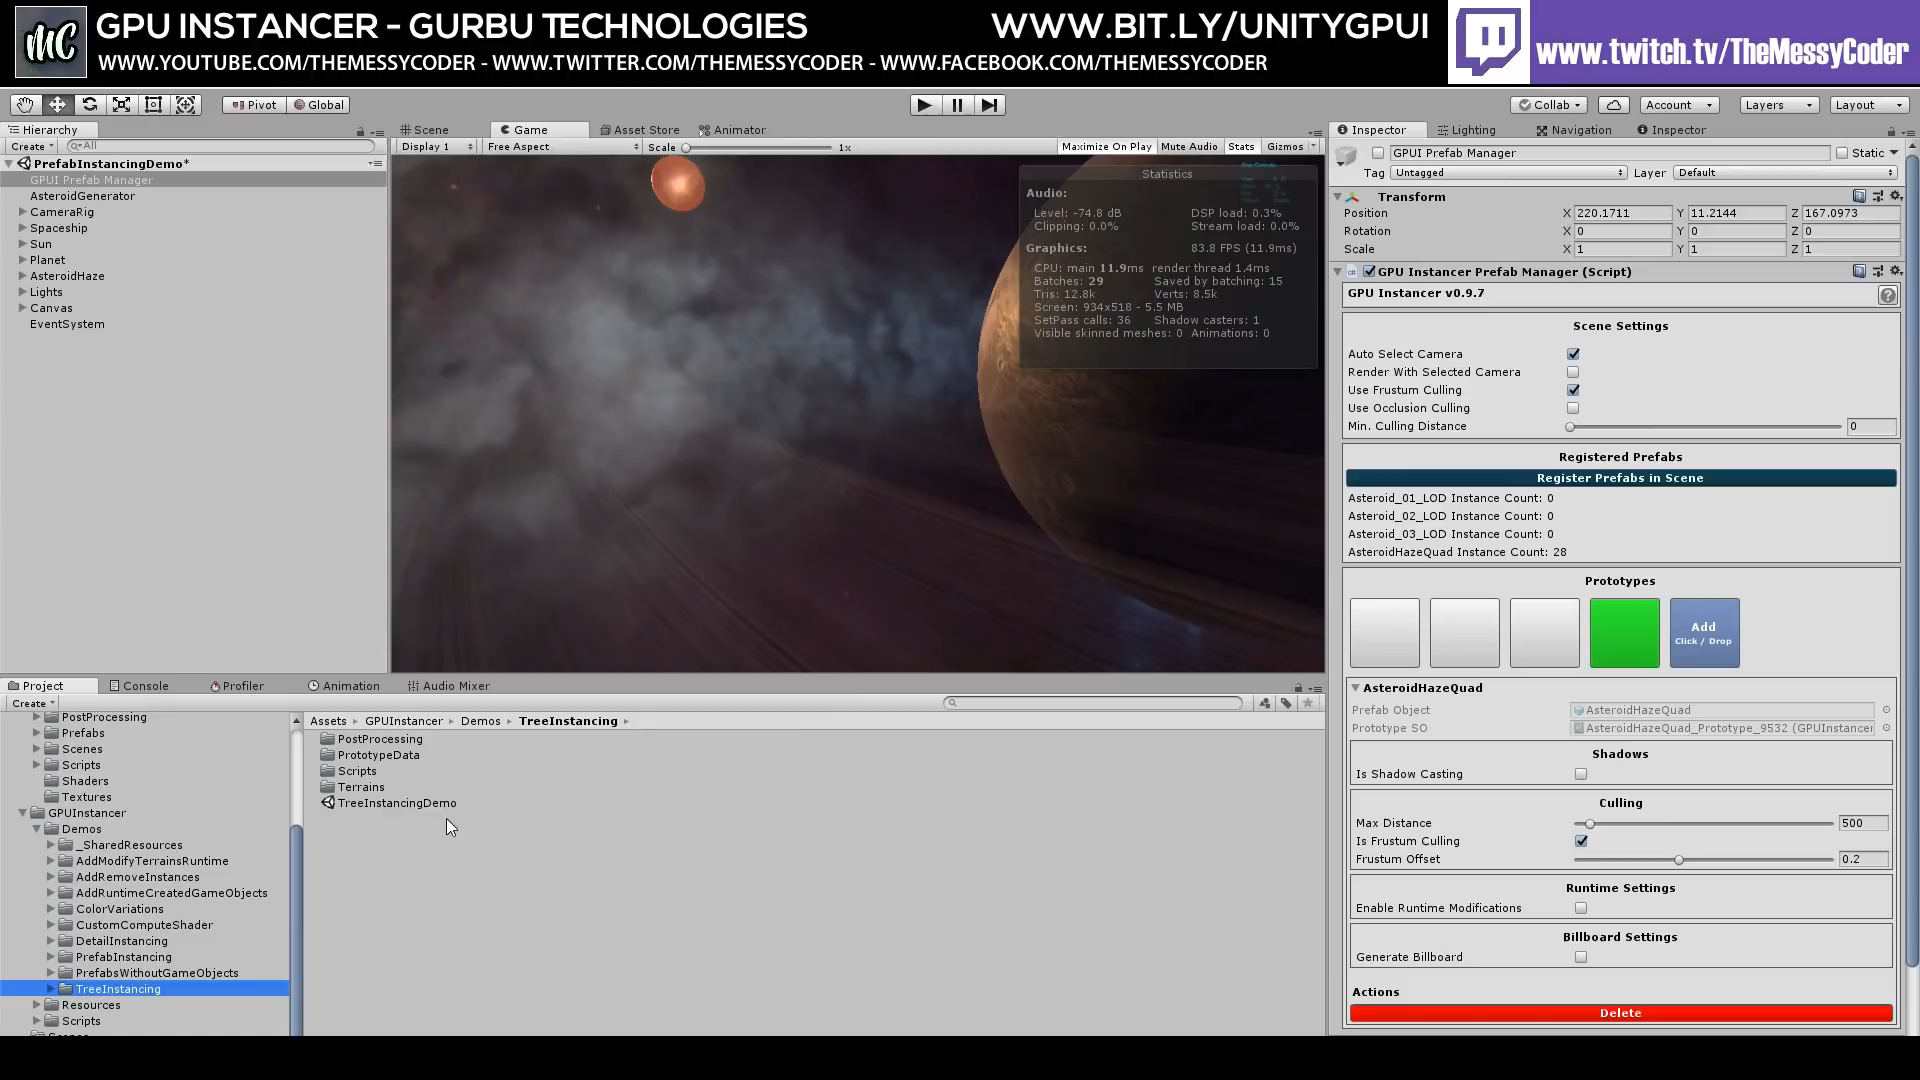 MC
GPU INSTANCER - GURBU TECHNOLOGIES
WWW.BIT.LY/UNITYGPUI
WWW.YOUTUBE.COM/THEMESSYCODER - WWW.TWITTER.COM/THEMESSYCODER - WWW.FACEBOOK.COM/THEMESSYCODER
www.twitch.tv/TheMessyCoder
Pivot Global
Collab Account Layers Layout
Hierarchy
Create All
PrefabInstancingDemo*
GPUI Prefab Manager
AsteroidGenerator
CameraRig
Spaceship
Sun
Planet
AsteroidHaze
Lights
Canvas
EventSystem
Scene Game Asset Store Animator
Display 1 Free Aspect Scale 1x Maximize On Play Mute Audio Stats Gizmos
Statistics
Audio:
Level: -74.8 dB DSP load: 0.3%
Clipping: 0.0% Stream load: 0.0%
Graphics: 83.8 FPS (11.9ms)
CPU: main 11.9ms render thread 1.4ms
Batches: 29 Saved by batching: 15
Tris: 12.8k Verts: 8.5k
Screen: 934x518 - 5.5 MB
SetPass calls: 36 Shadow casters: 1
Visible skinned meshes: 0 Animations: 0
Inspector Lighting Navigation Inspector
GPUI Prefab Manager Static
Tag Untagged Layer Default
Transform
Position X 220.1711 Y 11.2144 Z 167.0973
Rotation X 0 Y 0 Z 0
Scale X 1 Y 1 Z 1
GPU Instancer Prefab Manager (Script)
GPU Instancer v0.9.7
Scene Settings
Auto Select Camera
Render With Selected Camera
Use Frustum Culling
Use Occlusion Culling
Min. Culling Distance 0
Registered Prefabs
Register Prefabs in Scene
Asteroid_01_LOD Instance Count: 0
Asteroid_02_LOD Instance Count: 0
Asteroid_03_LOD Instance Count: 0
AsteroidHazeQuad Instance Count: 28
Prototypes
Add
Click / Drop
AsteroidHazeQuad
Prefab Object AsteroidHazeQuad
Prototype SO AsteroidHazeQuad_Prototype_9532 (GPUInstancer
Shadows
Is Shadow Casting
Culling
Max Distance 500
Is Frustum Culling
Frustum Offset 0.2
Runtime Settings
Enable Runtime Modifications
Billboard Settings
Generate Billboard
Actions
Delete
Project Console Profiler Animation Audio Mixer
Create
PostProcessing
Prefabs
Scenes
Scripts
Shaders
Textures
GPUInstancer
Demos
_SharedResources
AddModifyTerrainsRuntime
AddRemoveInstances
AddRuntimeCreatedGameObjects
ColorVariations
CustomComputeShader
DetailInstancing
PrefabInstancing
PrefabsWithoutGameObjects
TreeInstancing
Resources
Scripts
Assets GPUInstancer Demos TreeInstancing
PostProcessing
PrototypeData
Scripts
Terrains
TreeInstancingDemo